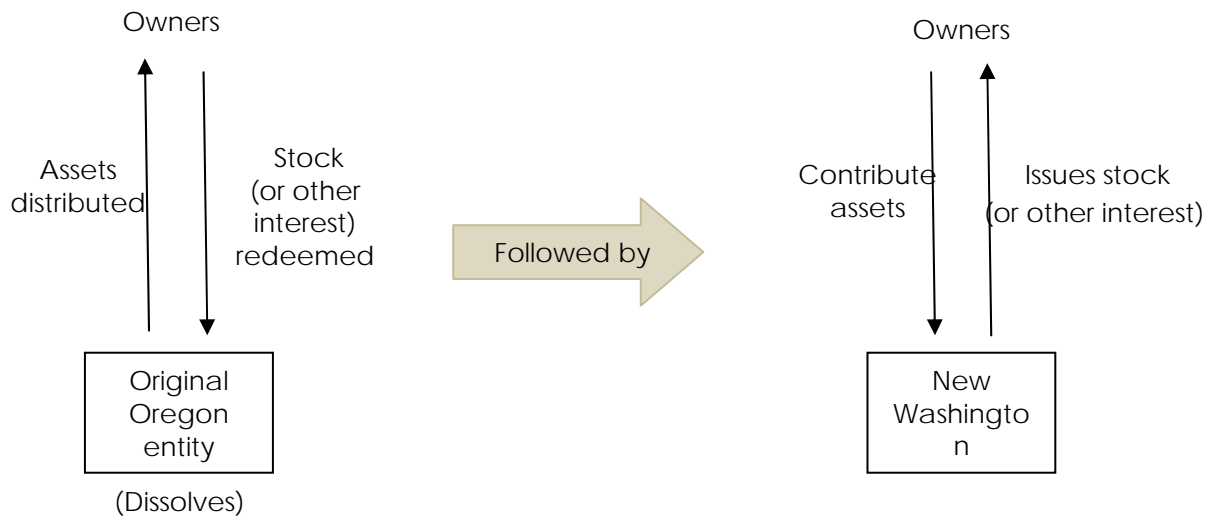 Owners
Assets
distributed
Stock
(or other
interest)
redeemed
Original
Oregon
entity
(Dissolves)
Followed by
Owners
Contribute
assets
Issues stock
(or other interest)
New
Washingto
n